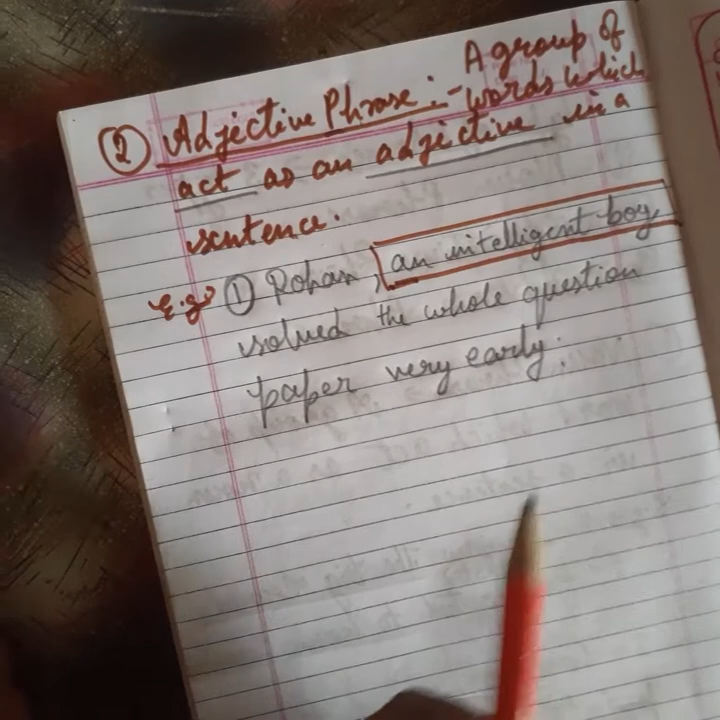 ② Adjective Phrase :- A group of
words which
act as an adjective in a
sentence.
E.g:- ① Rohan, an intelligent boy
solved the whole question
paper very early.